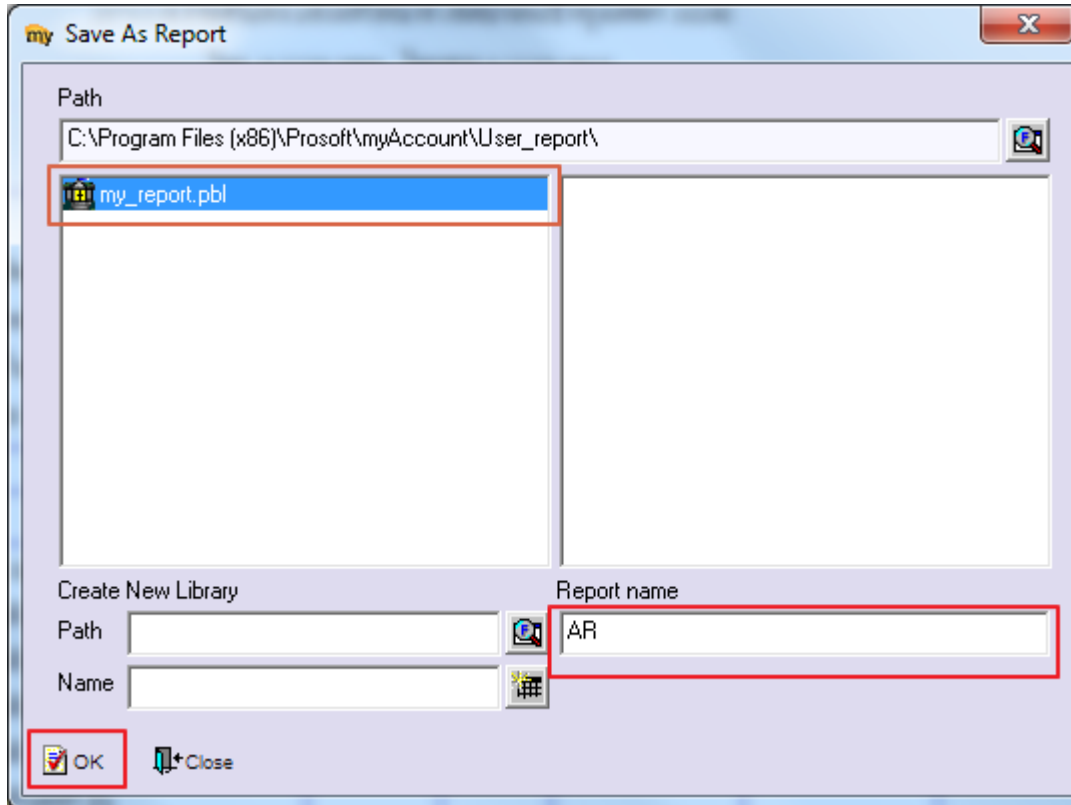 my Save As Report
Path
C:\Program Files (x86)\Prosoft\myAccount\User_report\
my_report.pbl
Create New Library
Report name
Path
AR
Name
OK
Close